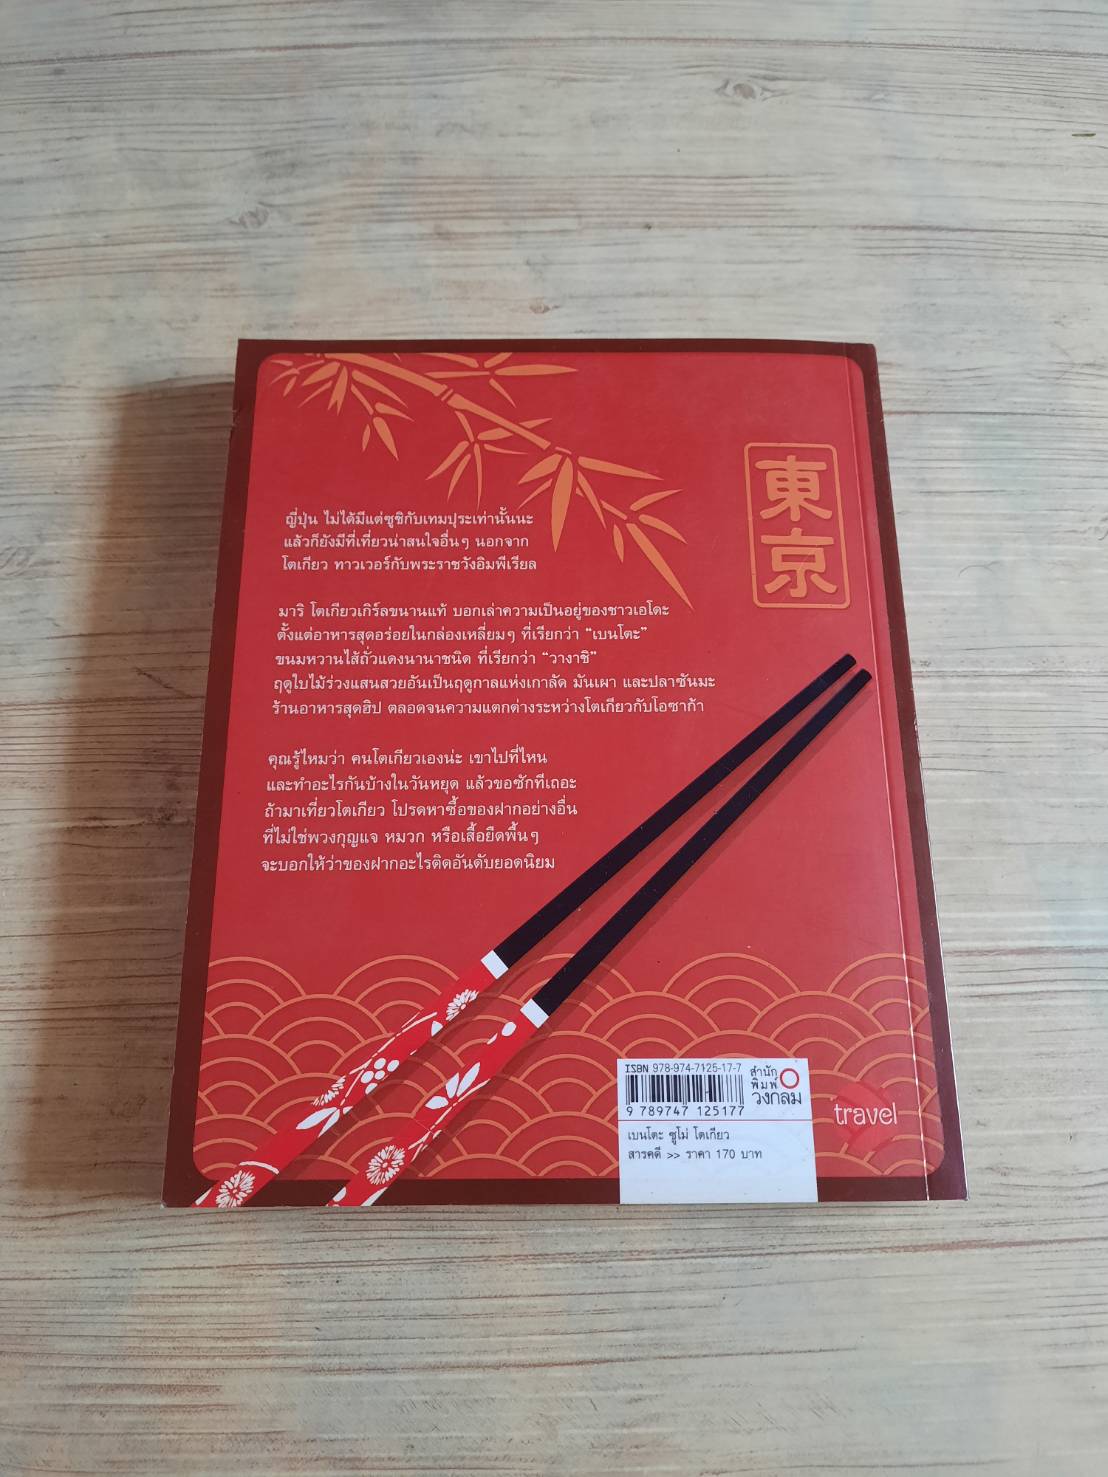 東
京
ญี่ปุ่น ไม่ได้มีแต่ซูชิกับเทมปุระเท่านั้นนะ
แล้วก็ยังมีที่เที่ยวน่าสนใจอื่นๆ นอกจาก
โตเกียว ทาวเวอร์กับพระราชวังอิมพีเรียล
มาริ โตเกียวเกิร์ลขนานแท้ บอกเล่าความเป็นอยู่ของชาวเอโดะ
ตั้งแต่อาหารสุดอร่อยในกล่องเหลี่ยมๆ ที่เรียกว่า “เบนโตะ”
ขนมหวานไส้ถั่วแดงนานาชนิด ที่เรียกว่า “วางาชิ”
ฤดูใบไม้ร่วงแสนสวยอันเป็นฤดูกาลแห่งเกาลัด มันเผา และปลาซันมะ
ร้านอาหารสุดฮิป ตลอดจนความแตกต่างระหว่างโตเกียวกับโอซาก้า
คุณรู้ไหมว่า คนโตเกียวเองน่ะ เขาไปที่ไหน
และทำอะไรกันบ้างในวันหยุด แล้วขอซักทีเถอะ
ถ้ามาเที่ยวโตเกียว โปรดหาซื้อของฝากอย่างอื่น
ที่ไม่ใช่พวงกุญแจ หมวก หรือเสื้อยืดพื้นๆ
จะบอกให้ว่าของฝากอะไรติดอันดับยอดนิยม
ISBN 978-974-7125-17-7
9 789747 125177
สำนัก
พิมพ์
วงกลม
travel
เบนโตะ ซูโม่ โตเกียว
สารคดี >> ราคา 170 บาท